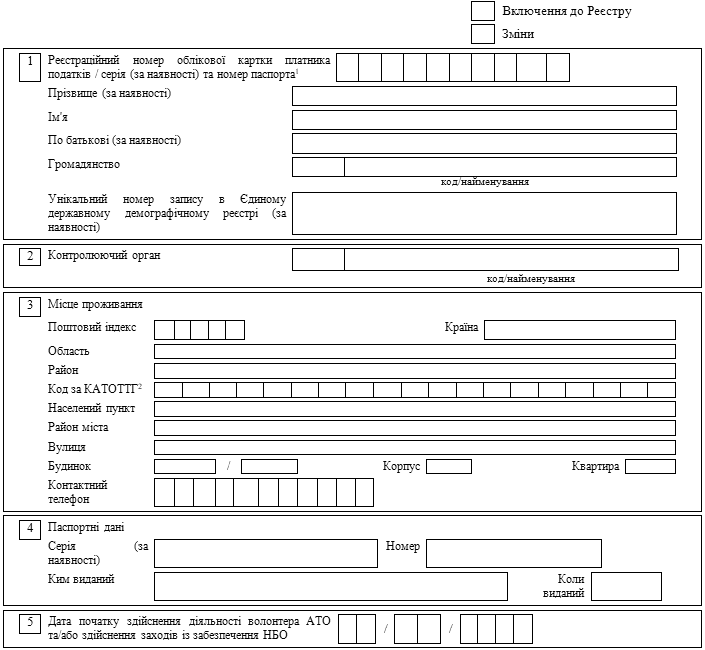 Включення до Реєстру
Зміни
1 Реєстраційний номер облікової картки платника
податків / серія (за наявності) та номер паспорта¹
Прізвище (за наявності)
Ім'я
По батькові (за наявності)
Громадянство
код/найменування
Унікальний номер запису в Єдиному
державному демографічному реєстрі (за
наявності)
2 Контролюючий орган
код/найменування
3 Місце проживання
Поштовий індекс Країна
Область
Район
Код за КАТОТТГ²
Населений пункт
Район міста
Вулиця
Будинок / Корпус Квартира
Контактний
телефон
4 Паспортні дані
Серія (за
наявності) Номер
Ким виданий Коли
виданий
5 Дата початку здійснення діяльності волонтера АТО
та/або здійснення заходів із забезпечення НБО / /